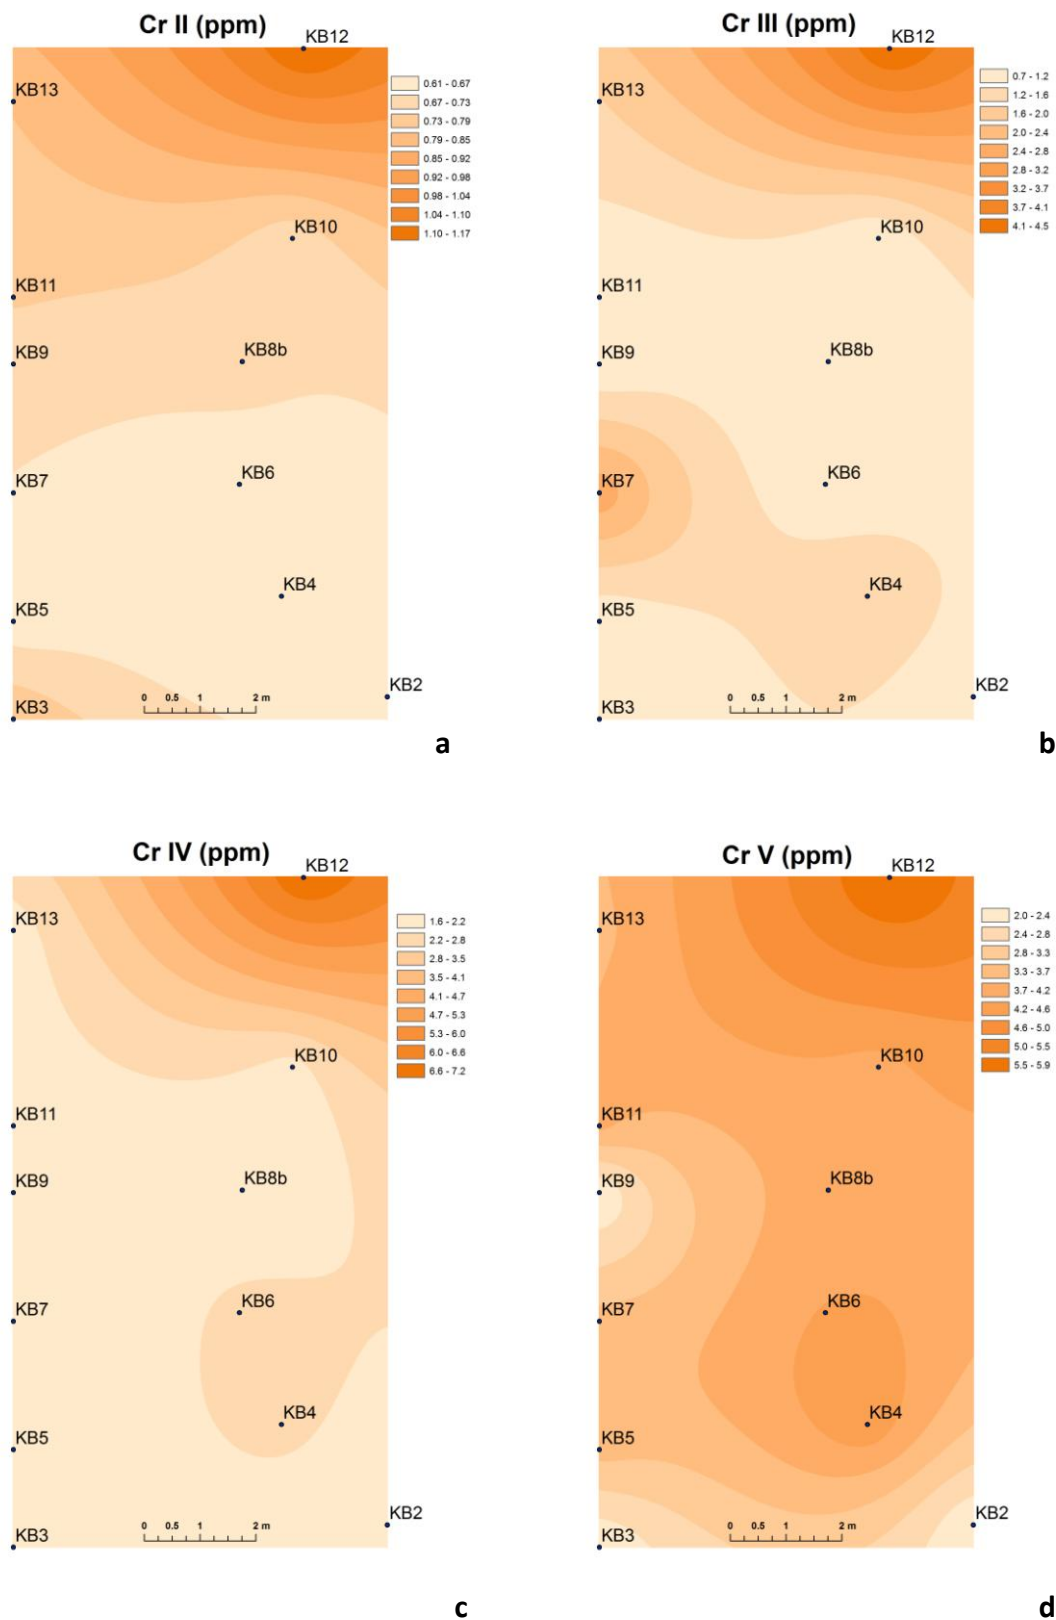 Cr II (ppm)
KB12
KB13
0.61 - 0.67
0.67 - 0.73
0.73 - 0.79
0.79 - 0.85
0.85 - 0.92
0.92 - 0.98
0.98 - 1.04
1.04 - 1.10
1.10 - 1.17
KB10
KB11
KB9
KB8b
KB7
KB6
KB4
KB5
KB2
0 0.5 1 2 m
KB3
a
Cr III (ppm)
KB12
KB13
0.7 - 1.2
1.2 - 1.6
1.6 - 2.0
2.0 - 2.4
2.4 - 2.8
2.8 - 3.2
3.2 - 3.7
3.7 - 4.1
4.1 - 4.5
KB10
KB11
KB9
KB8b
KB7
KB6
KB4
KB5
KB2
0 0.5 1 2 m
KB3
b
Cr IV (ppm)
KB12
KB13
1.6 - 2.2
2.2 - 2.8
2.8 - 3.5
3.5 - 4.1
4.1 - 4.7
4.7 - 5.3
5.3 - 6.0
6.0 - 6.6
6.6 - 7.2
KB10
KB11
KB9
KB8b
KB7
KB6
KB4
KB5
KB2
0 0.5 1 2 m
KB3
c
Cr V (ppm)
KB12
KB13
2.0 - 2.4
2.4 - 2.8
2.8 - 3.3
3.3 - 3.7
3.7 - 4.2
4.2 - 4.6
4.6 - 5.0
5.0 - 5.5
5.5 - 5.9
KB10
KB11
KB9
KB8b
KB7
KB6
KB4
KB5
KB2
0 0.5 1 2 m
KB3
d